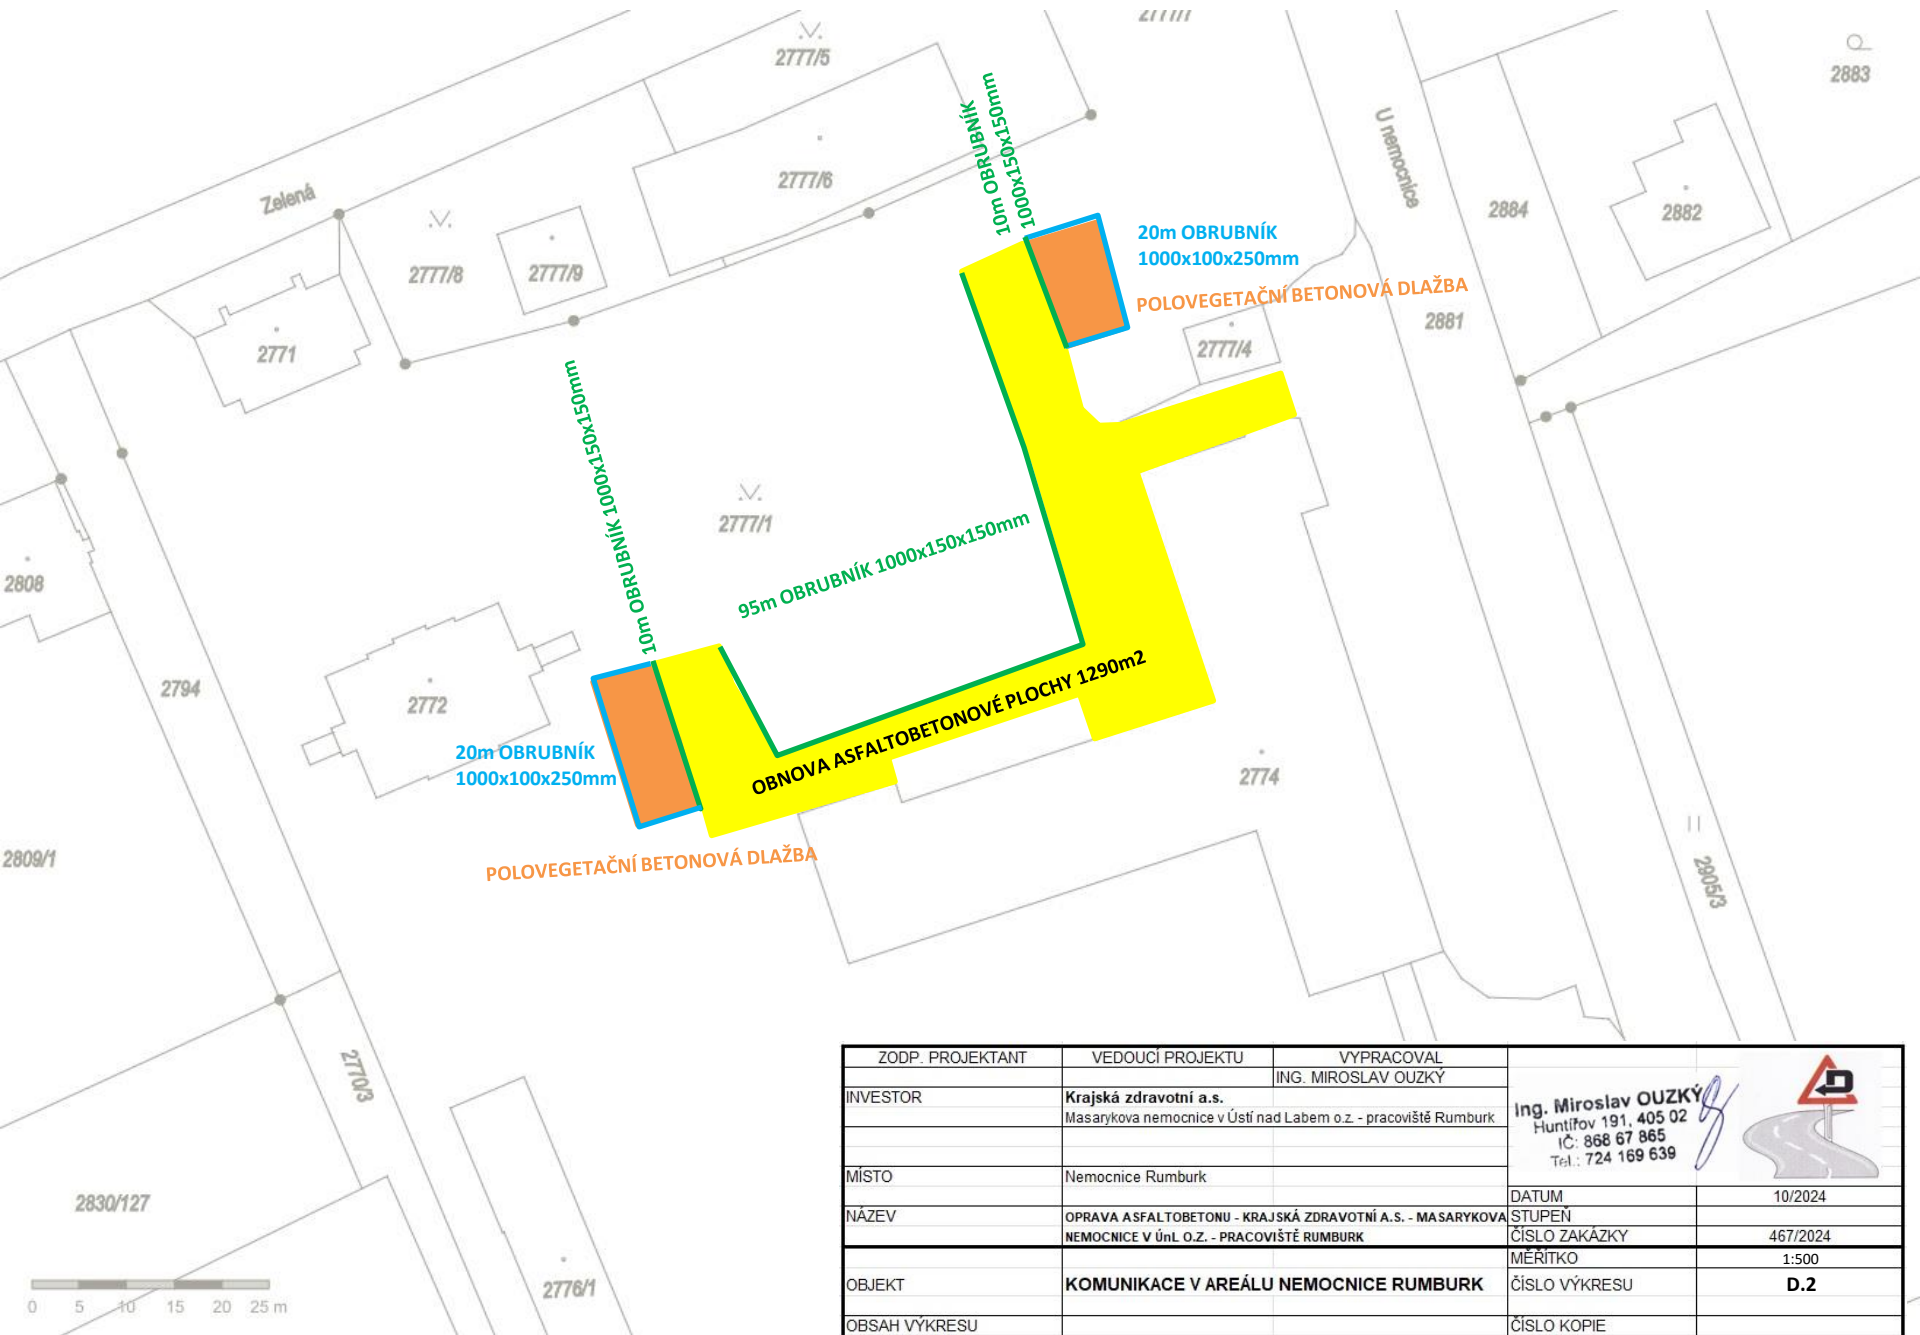 2777/5
2883
Zelená
2777/6
10m OBRUBNÍK
1000x150x150mm
U nemocnice
2884
2882
20m OBRUBNÍK
1000x100x250mm
POLOVEGETAČNÍ BETONOVÁ DLAŽBA
2777/8
2777/9
2771
2881
2777/4
10m OBRUBNÍK 1000x150x150mm
2777/1
95m OBRUBNÍK 1000x150x150mm
2808
2794
2772
OBNOVA ASFALTOBETONOVÉ PLOCHY 1290m2
20m OBRUBNÍK
1000x100x250mm
2774
2809/1
POLOVEGETAČNÍ BETONOVÁ DLAŽBA
2905/3
2770/3
2830/127
2776/1
0 5 10 15 20 25 m
ZODP. PROJEKTANT VEDOUCÍ PROJEKTU VYPRACOVAL
ING. MIROSLAV OUZKÝ
INVESTOR Krajská zdravotní a.s.
Masarykova nemocnice v Ústí nad Labem o.z. - pracoviště Rumburk
Ing. Miroslav OUZKÝ
Huntířov 191, 405 02
IČ: 868 67 865
Tel.: 724 169 639
MÍSTO Nemocnice Rumburk
DATUM 10/2024
NÁZEV OPRAVA ASFALTOBETONU - KRAJSKÁ ZDRAVOTNÍ A.S. - MASARYKOVA
NEMOCNICE V ÚnL O.Z. - PRACOVIŠTĚ RUMBURK
STUPEŇ
ČÍSLO ZAKÁZKY 467/2024
MĚŘÍTKO 1:500
OBJEKT KOMUNIKACE V AREÁLU NEMOCNICE RUMBURK
ČÍSLO VÝKRESU D.2
OBSAH VÝKRESU
ČÍSLO KOPIE